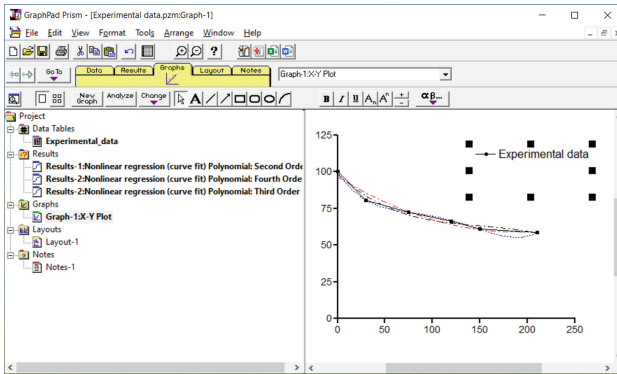 GraphPad Prism - [Experimental data.pzm:Graph-1]
File Edit View Format Tools Arrange Window Help
Go To Data Results Graphs Layout Notes Graph-1:X-Y Plot
New Graph Analyze Change A B I U An An α β...
Project
Data Tables
Experimental_data
Results
Results-1:Nonlinear regression (curve fit) Polynomial: Second Orde
Results-2:Nonlinear regression (curve fit) Polynomial: Fourth Orde
Results-2:Nonlinear regression (curve fit) Polynomial: Third Order
Graphs
Graph-1:X-Y Plot
Layouts
Layout-1
Notes
Notes-1
Experimental data
125
100
75
50
25
0
0 50 100 150 200 250